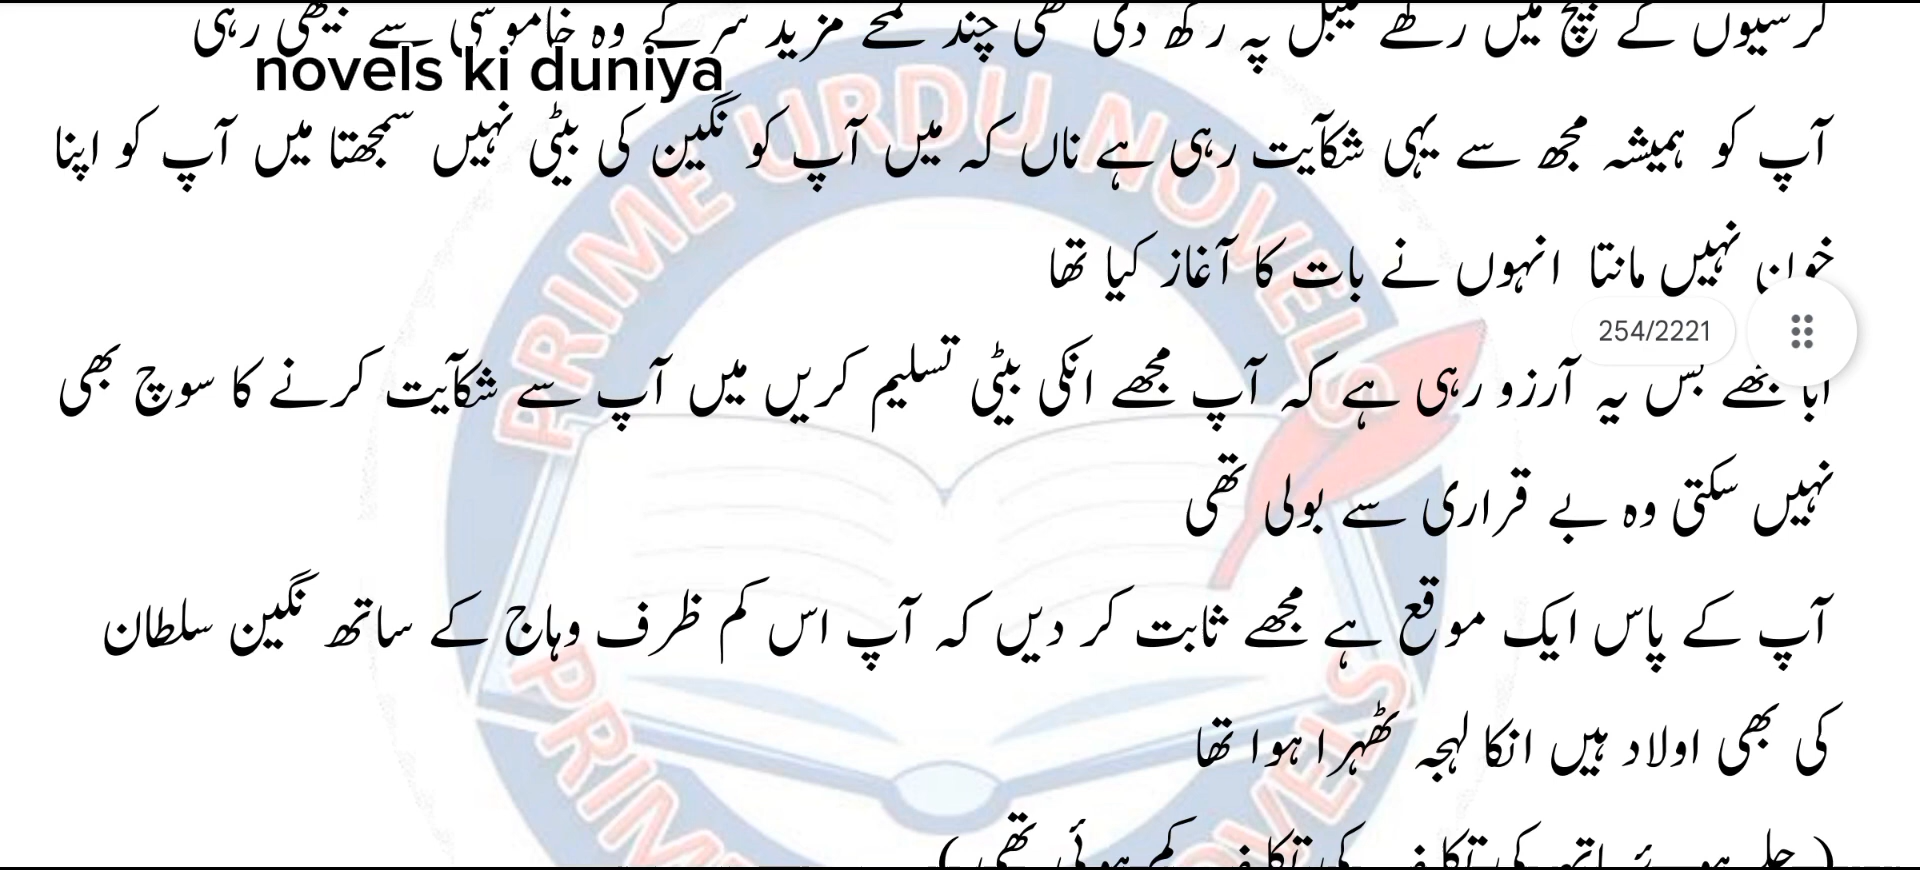 کرسیوں کے بیچ میں رکھے ٹیبل پہ رکھ دی تھی چند لمحے مزید سرکے وہ خاموشی سے بیٹھی رہی
novels ki duniya
آپ کو ہمیشہ مجھ سے یہی شکآیت رہی ہے ناں کہ میں آپ کو نگین کی بیٹی نہیں سمجھتا میں آپ کو اپنا
خون نہیں مانتا انہوں نے بات کا آغاز کیا تھا
254/2221
ابا مجھے بس یہ آرزو رہی ہے کہ آپ مجھے انکی بیٹی تسلیم کریں میں آپ سے شکآیت کرنے کا سوچ بھی
نہیں سکتی وہ بے قراری سے بولی تھی
آپ کے پاس ایک موقع ہے مجھے ثابت کر دیں کہ آپ اس کم ظرف وہاج کے ساتھ نگین سلطان
کی بھی اولاد ہیں انکا لہجہ ٹھہرا ہوا تھا
PRIME URDU NOVELS